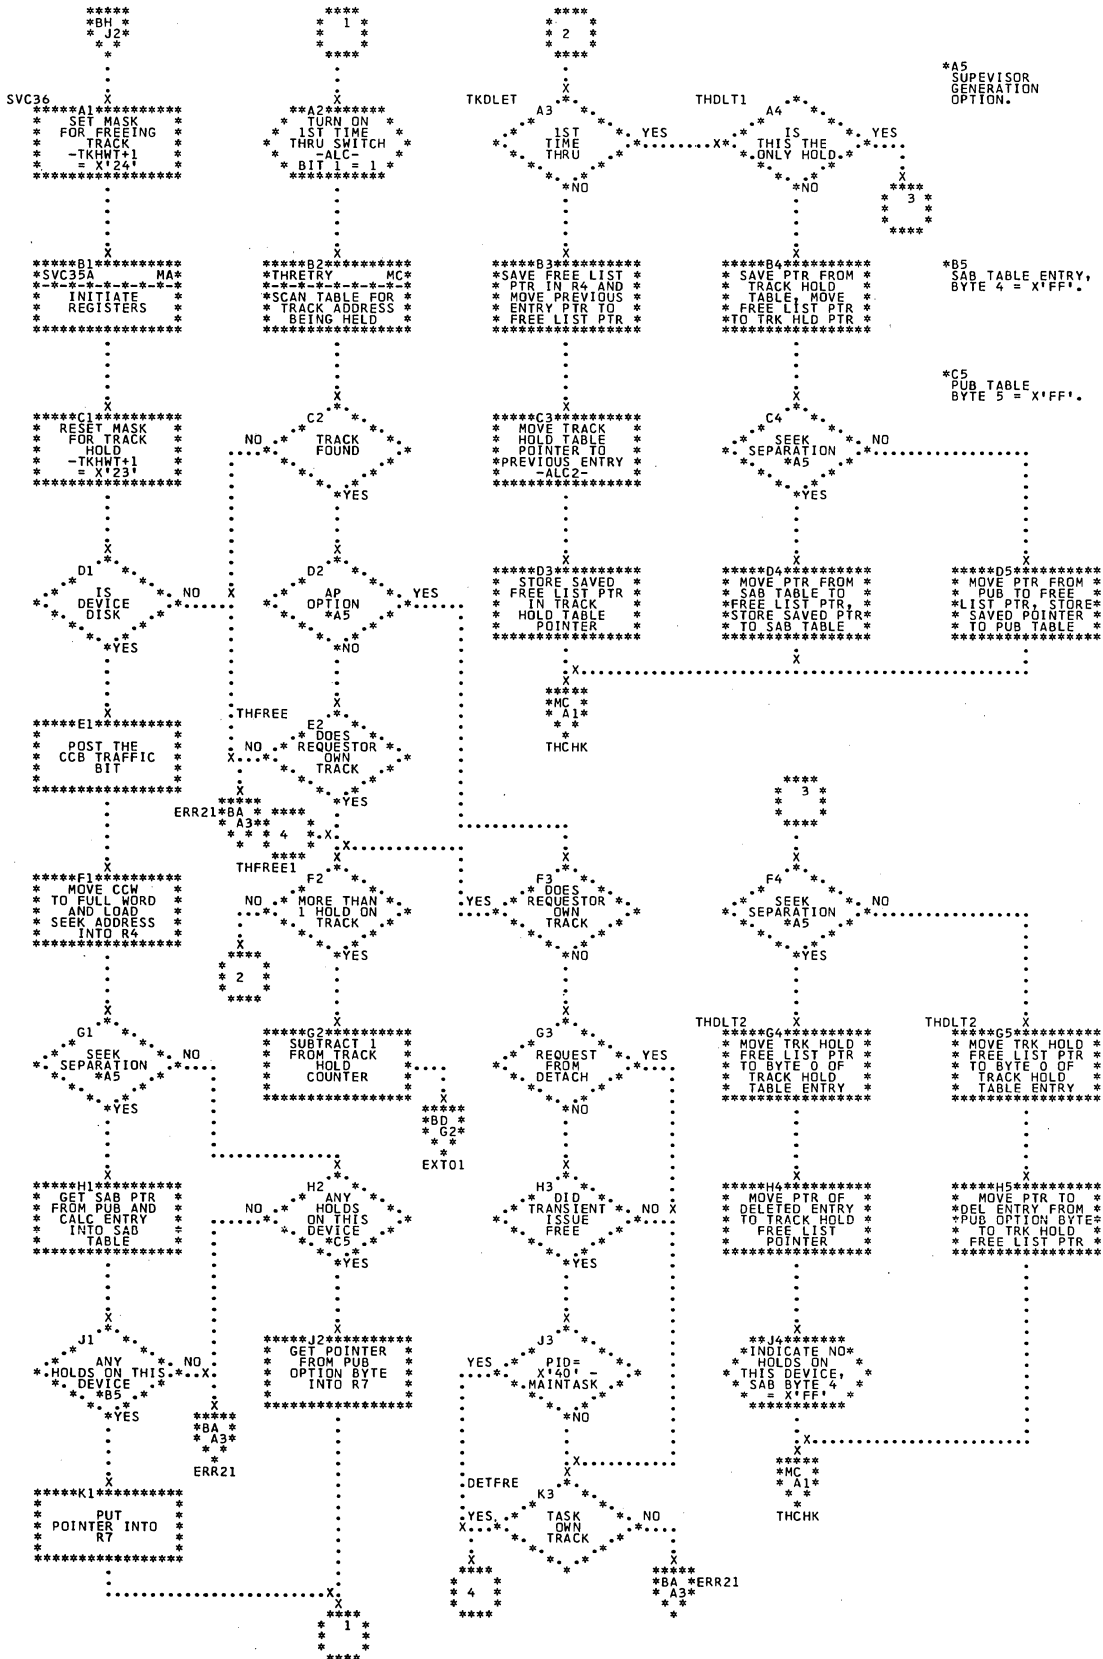 BH
J2
1
2
*A5
SUPEVISOR
GENERATION
OPTION.
SVC36
A1
SET MASK
FOR FREEING
TRACK
-TKHWT+1
= X'24'
A2
TURN ON
1ST TIME
THRU SWITCH
-ALC-
BIT 1 = 1
TKDLET
A3
1ST
TIME
THRU
YES
NO
THDLT1
A4
IS
THIS THE
ONLY HOLD
YES
NO
3
B1
*SVC35A MA*
INITIATE
REGISTERS
B2
*THRETRY MC*
SCAN TABLE FOR
TRACK ADDRESS
BEING HELD
B3
SAVE FREE LIST
PTR IN R4 AND
MOVE PREVIOUS
ENTRY PTR TO
FREE LIST PTR
B4
SAVE PTR FROM
TRACK HOLD
TABLE, MOVE
FREE LIST PTR
TO TRK HLD PTR
*B5
SAB TABLE ENTRY,
BYTE 4 = X'FF'.
*C5
PUB TABLE
BYTE 5 = X'FF'.
C1
RESET MASK
FOR TRACK
HOLD
-TKHWT+1
= X'23'
C2
TRACK
FOUND
NO
YES
C3
MOVE TRACK
HOLD TABLE
POINTER TO
PREVIOUS ENTRY
-ALC2-
C4
SEEK
SEPARATION
*A5
NO
YES
D1
IS
DEVICE
DISK
NO
YES
D2
AP
OPTION
*A5
YES
NO
D3
STORE SAVED
FREE LIST PTR
IN TRACK
HOLD TABLE
POINTER
D4
MOVE PTR FROM
SAB TABLE TO
FREE LIST PTR,
STORE SAVED PTR
TO SAB TABLE
D5
MOVE PTR FROM
PUB TO FREE
LIST PTR, STORE
SAVED POINTER
TO PUB TABLE
MC
A1
THCHK
E1
POST THE
CCB TRAFFIC
BIT
THFREE
E2
DOES
REQUESTOR
OWN
TRACK
NO
YES
ERR21
BA
A3
4
3
THFREE1
F1
MOVE CCW
TO FULL WORD
AND LOAD
SEEK ADDRESS
INTO R4
F2
MORE THAN
1 HOLD ON
TRACK
NO
YES
2
F3
DOES
REQUESTOR
OWN
TRACK
YES
NO
F4
SEEK
SEPARATION
*A5
NO
YES
G1
SEEK
SEPARATION
*A5
NO
YES
G2
SUBTRACT 1
FROM TRACK
HOLD
COUNTER
BD
G2
EXT01
G3
REQUEST
FROM
DETACH
YES
NO
THDLT2
G4
MOVE TRK HOLD
FREE LIST PTR
TO BYTE 0 OF
TRACK HOLD
TABLE ENTRY
THDLT2
G5
MOVE TRK HOLD
FREE LIST PTR
TO BYTE 0 OF
TRACK HOLD
TABLE ENTRY
H1
GET SAB PTR
FROM PUB AND
CALC ENTRY
INTO SAB
TABLE
H2
ANY
HOLDS
ON THIS
DEVICE
*C5
NO
YES
H3
DID
TRANSIENT
ISSUE
FREE
NO
YES
H4
MOVE PTR OF
DELETED ENTRY
TO TRACK HOLD
FREE LIST
POINTER
H5
MOVE PTR TO
DEL ENTRY FROM
PUB OPTION BYTE
TO TRK HOLD
FREE LIST PTR
J1
ANY
HOLDS ON THIS
DEVICE
*B5
NO
YES
BA
A3
ERR21
J2
GET POINTER
FROM PUB
OPTION BYTE
INTO R7
J3
PID=
X'40' -
MAINTASK
YES
NO
J4
INDICATE NO
HOLDS ON
THIS DEVICE,
SAB BYTE 4
= X'FF'
MC
A1
THCHK
K1
PUT
POINTER INTO
R7
DETFRE
K3
TASK
OWN
TRACK
YES
NO
4
BA
A3
ERR21
1